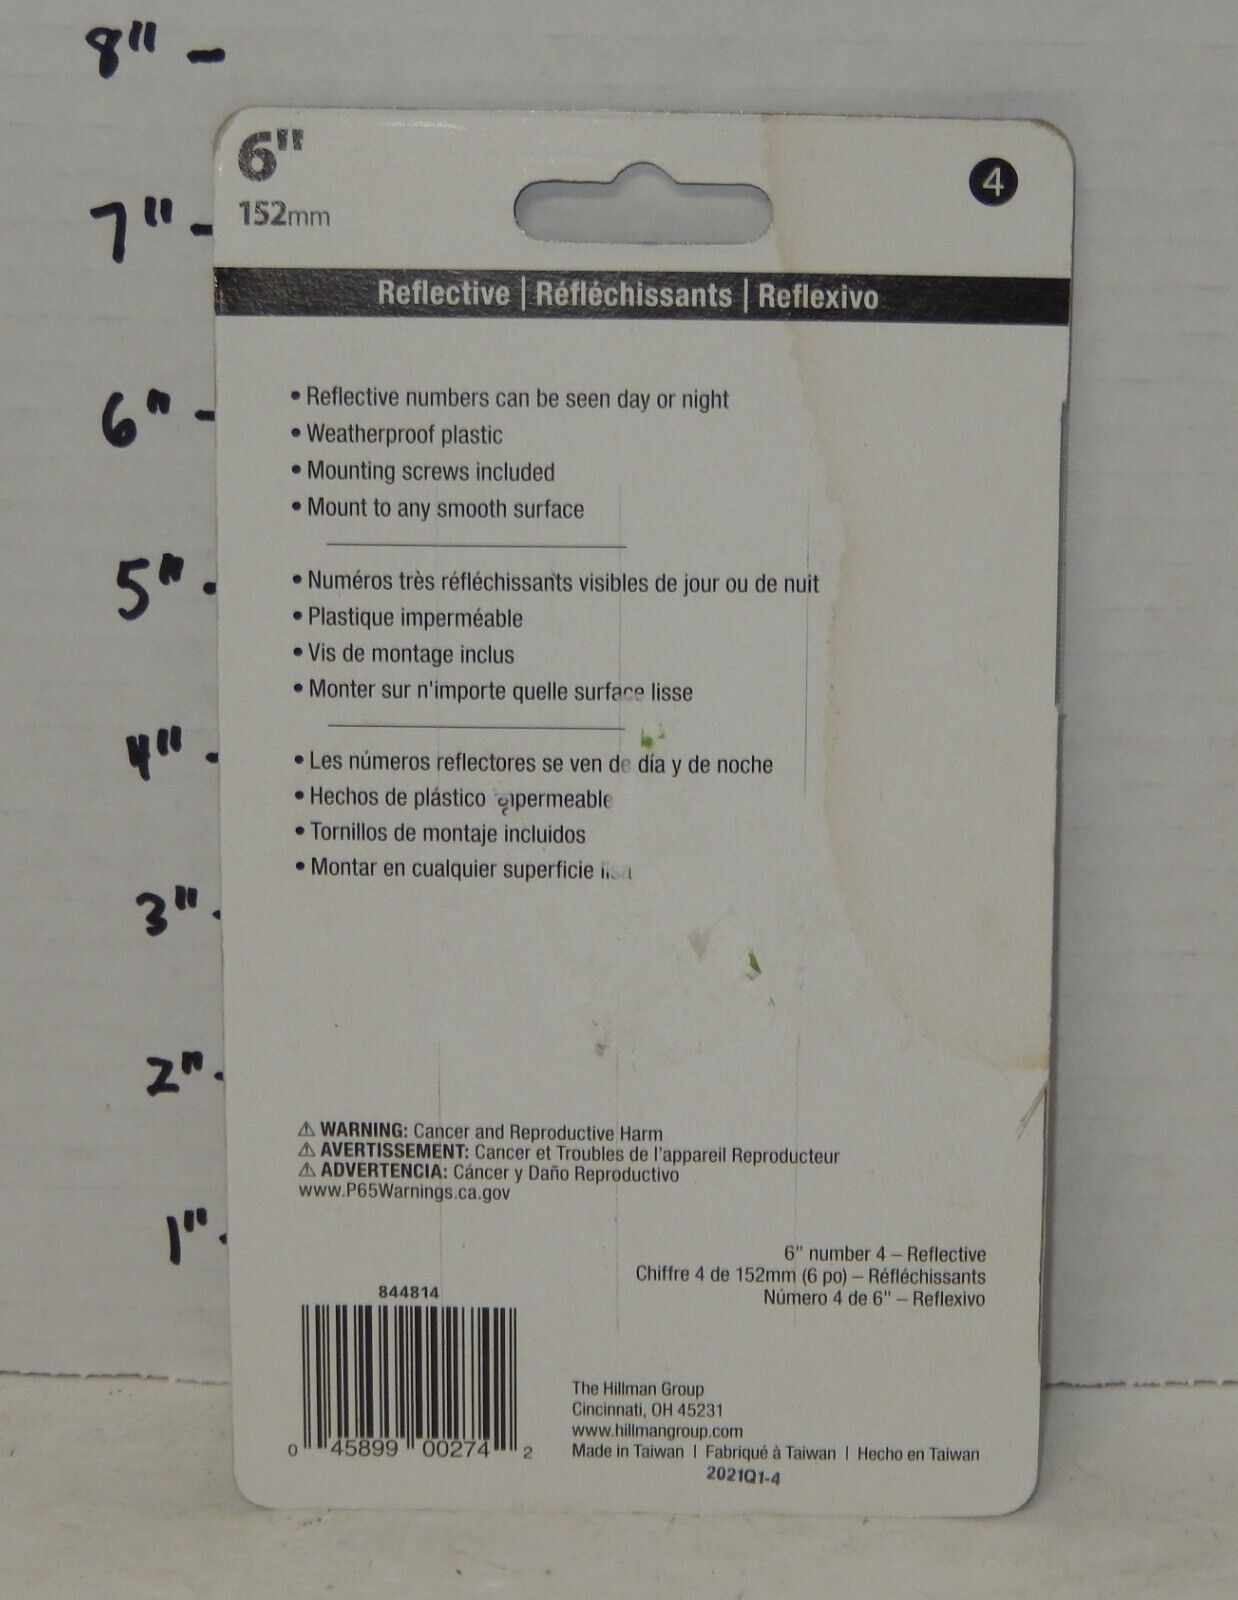 8" -
7" -
6" -
5" -
4" -
3" -
2" -
1" -
6"
152mm
4
Reflective | Réfléchissants | Reflexivo
• Reflective numbers can be seen day or night
• Weatherproof plastic
• Mounting screws included
• Mount to any smooth surface
• Numéros très réfléchissants visibles de jour ou de nuit
• Plastique imperméable
• Vis de montage inclus
• Monter sur n'importe quelle surface lisse
• Les números reflectores se ven de día y de noche
• Hechos de plástico
• Tornillos de montaje incluidos
• Montar en cualquier superficie
⚠ WARNING: Cancer and Reproductive Harm
⚠ AVERTISSEMENT: Cancer et Troubles de l'appareil Reproducteur
⚠ ADVERTENCIA: Cáncer y Daño Reproductivo
www.P65Warnings.ca.gov
6" number 4 – Reflective
Chiffre 4 de 152mm (6 po) – Réfléchissants
Número 4 de 6" – Reflexivo
844814
0 45899 00274 2
The Hillman Group
Cincinnati, OH 45231
www.hillmangroup.com
Made in Taiwan | Fabriqué à Taiwan | Hecho en Taiwan
2021Q1-4